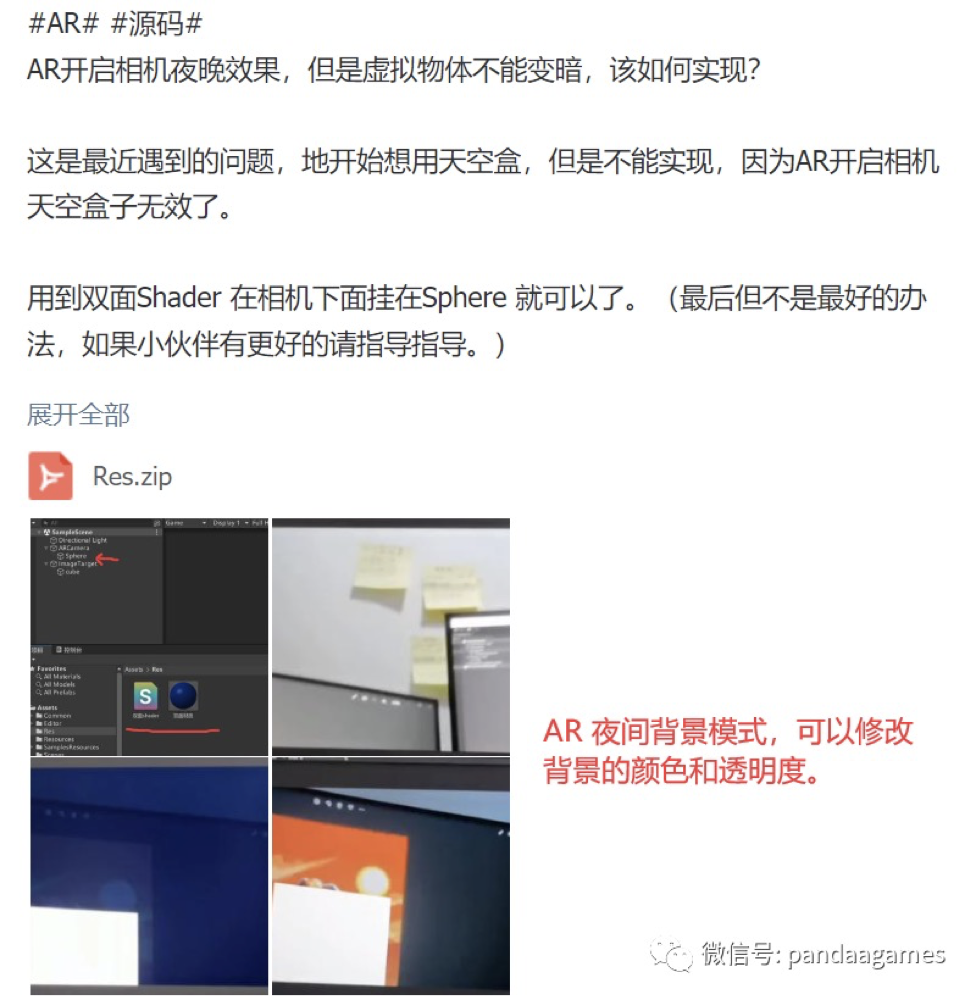 #AR# #源码#
AR开启相机夜晚效果，但是虚拟物体不能变暗，该如何实现？
这是最近遇到的问题，地开始想用天空盒，但是不能实现，因为AR开启相机
天空盒子无效了。
用到双面Shader 在相机下面挂在Sphere 就可以了。（最后但不是最好的办
法，如果小伙伴有更好的请指导指导。）
展开全部
Res.zip
Game
Display 1
SampleScene
Directional Light
ARCamera
Sphere
ImageTarget
cube
Favorites
All Materials
All Models
All Prefabs
Assets > Res
Assets
Common
Editor
Res
Resources
SamplesResources
Scenes
S
AR 夜间背景模式，可以修改
背景的颜色和透明度。
微信号: pandaagames